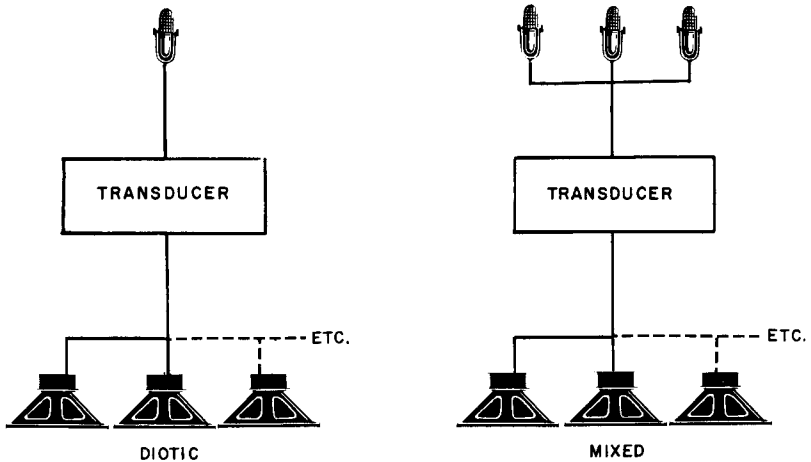 TRANSDUCER
ETC.
DIOTIC
TRANSDUCER
ETC.
MIXED